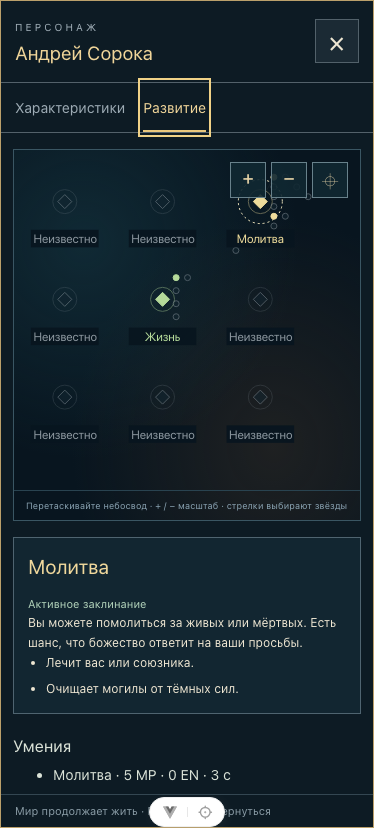 ПЕРСОНАЖ
Андрей Сорока
Характеристики Развитие
Неизвестно Неизвестно Молитва
Неизвестно Жизнь Неизвестно
Неизвестно Неизвестно Неизвестно
Перетаскивайте небосвод · + / − масштаб · стрелки выбирают звёзды
Молитва
Активное заклинание
Вы можете помолиться за живых или мёртвых. Есть
шанс, что божество ответит на ваши просьбы.
• Лечит вас или союзника.
• Очищает могилы от тёмных сил.
Умения
• Молитва · 5 MP · 0 EN · 3 с
Мир продолжает жить ·